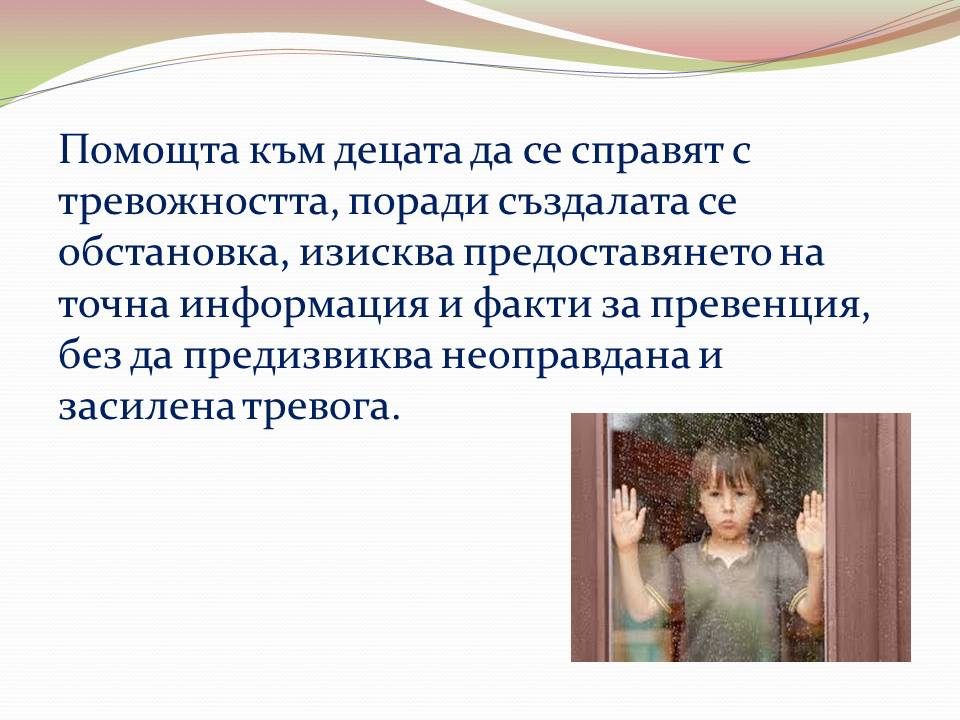 Помощта към децата да се справят с
тревожността, поради създалата се
обстановка, изисква предоставянето на
точна информация и факти за превенция,
без да предизвиква неоправдана и
засилена тревога.